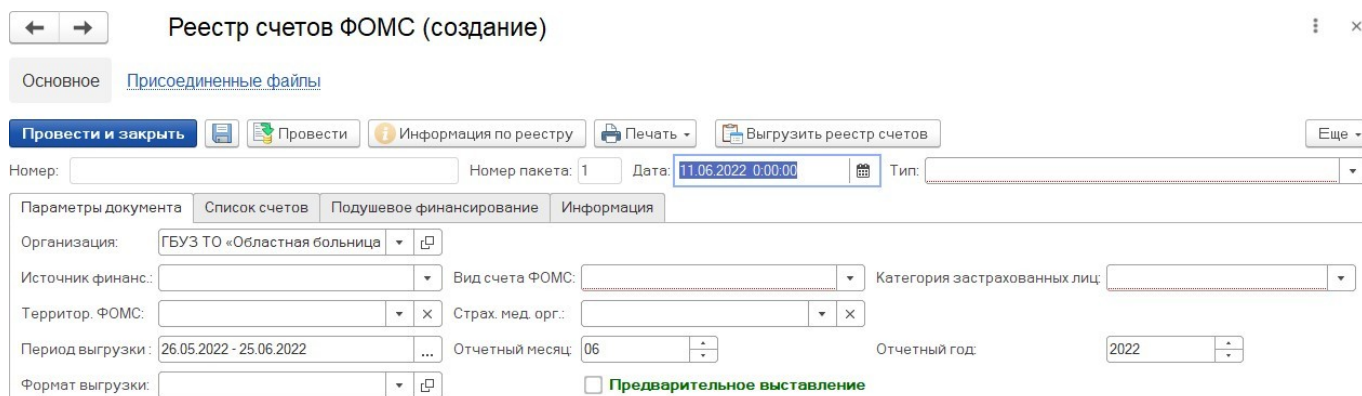 Реестр счетов ФОМС (создание)
Основное Присоединенные файлы
Провести и закрыть Провести Информация по реестру Печать Выгрузить реестр счетов Еще
Номер: Номер пакета: 1 Дата: 11.06.2022 0:00:00 Тип:
Параметры документа Список счетов Подушевое финансирование Информация
Организация: ГБУЗ ТО «Областная больница
Источник финанс.: Вид счета ФОМС: Категория застрахованных лиц:
Территор. ФОМС: Страх. мед. орг.:
Период выгрузки : 26.05.2022 - 25.06.2022 ... Отчетный месяц: 06 Отчетный год: 2022
Формат выгрузки: Предварительное выставление